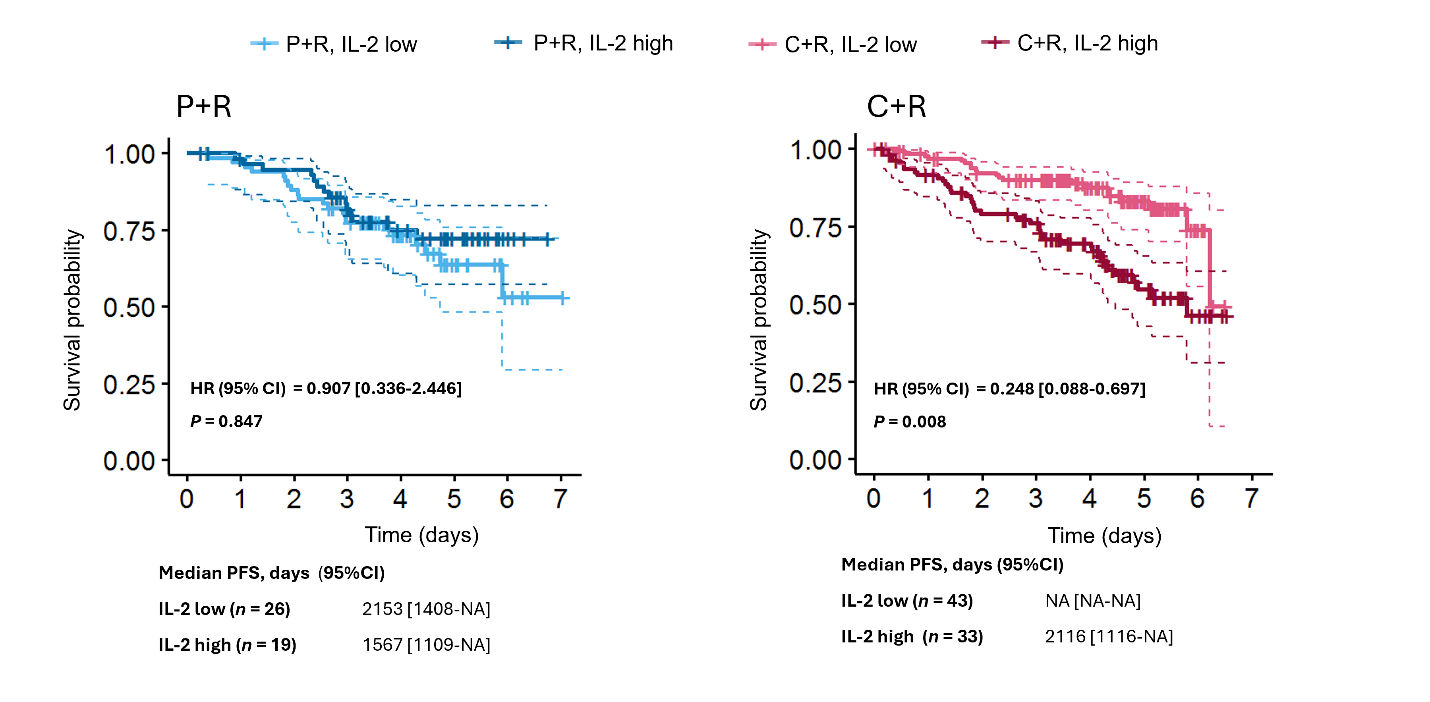 P+R, IL-2 low P+R, IL-2 high C+R, IL-2 low C+R, IL-2 high
P+R
1.00
0.75
0.50
0.25
0.00
Survival probability
HR (95% CI) = 0.907 [0.336-2.446]
P = 0.847
0 1 2 3 4 5 6 7
Time (days)
Median PFS, days (95%CI)
IL-2 low (n = 26) 2153 [1408-NA]
IL-2 high (n = 19) 1567 [1109-NA]
C+R
1.00
0.75
0.50
0.25
0.00
Survival probability
HR (95% CI) = 0.248 [0.088-0.697]
P = 0.008
0 1 2 3 4 5 6 7
Time (days)
Median PFS, days (95%CI)
IL-2 low (n = 43) NA [NA-NA]
IL-2 high (n = 33) 2116 [1116-NA]